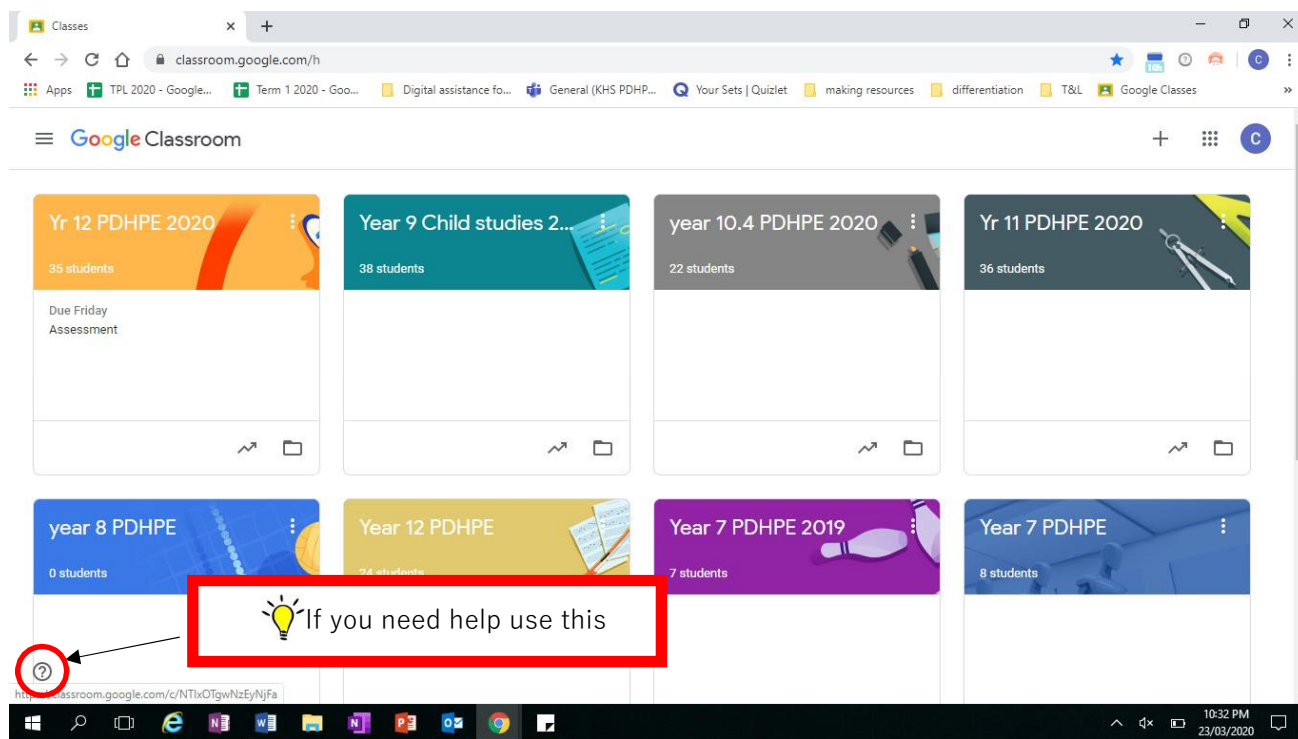 Classes
classroom.google.com/h
Apps TPL 2020 - Google... Term 1 2020 - Goo... Digital assistance fo... General (KHS PDHP... Your Sets | Quizlet making resources differentiation T&L Google Classes »
10h
C
Google Classroom
C
Yr 12 PDHPE 2020 Year 9 Child studies 2... year 10.4 PDHPE 2020 Yr 11 PDHPE 2020
35 students 38 students 22 students 36 students
Due Friday
Assessment
year 8 PDHPE Year 12 PDHPE Year 7 PDHPE 2019 Year 7 PDHPE
0 students 24 students 7 students 8 students
If you need help use this
classroom.google.com/c/NTIxOTgwNzEyNjFa
10:32 PM
23/03/2020